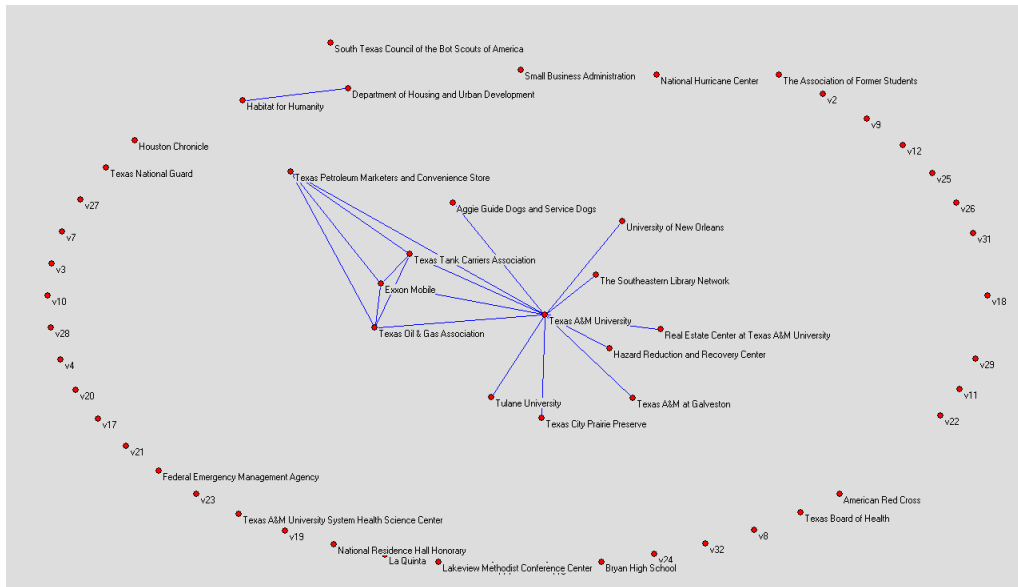 South Texas Council of the Bot Scouts of America
Small Business Administration
National Hurricane Center
The Association of Former Students
Department of Housing and Urban Development
v2
Habitat for Humanity
v9
Houston Chronicle
v12
Texas National Guard
Texas Petroleum Marketers and Convenience Store
v25
v27
Aggie Guide Dogs and Service Dogs
v26
University of New Orleans
v7
v31
Texas Tank Carriers Association
v3
The Southeastern Library Network
Exxon Mobile
v10
v18
Texas A&M University
v28
Texas Oil & Gas Association
Real Estate Center at Texas A&M University
Hazard Reduction and Recovery Center
v4
v29
v20
v11
Tulane University
Texas A&M at Galveston
v17
Texas City Prairie Preserve
v22
v21
Federal Emergency Management Agency
v23
American Red Cross
Texas A&M University System Health Science Center
Texas Board of Health
v19
v8
v32
National Residence Hall Honorary
La Quinta
v24
Lakeview Methodist Conference Center
Bryan High School